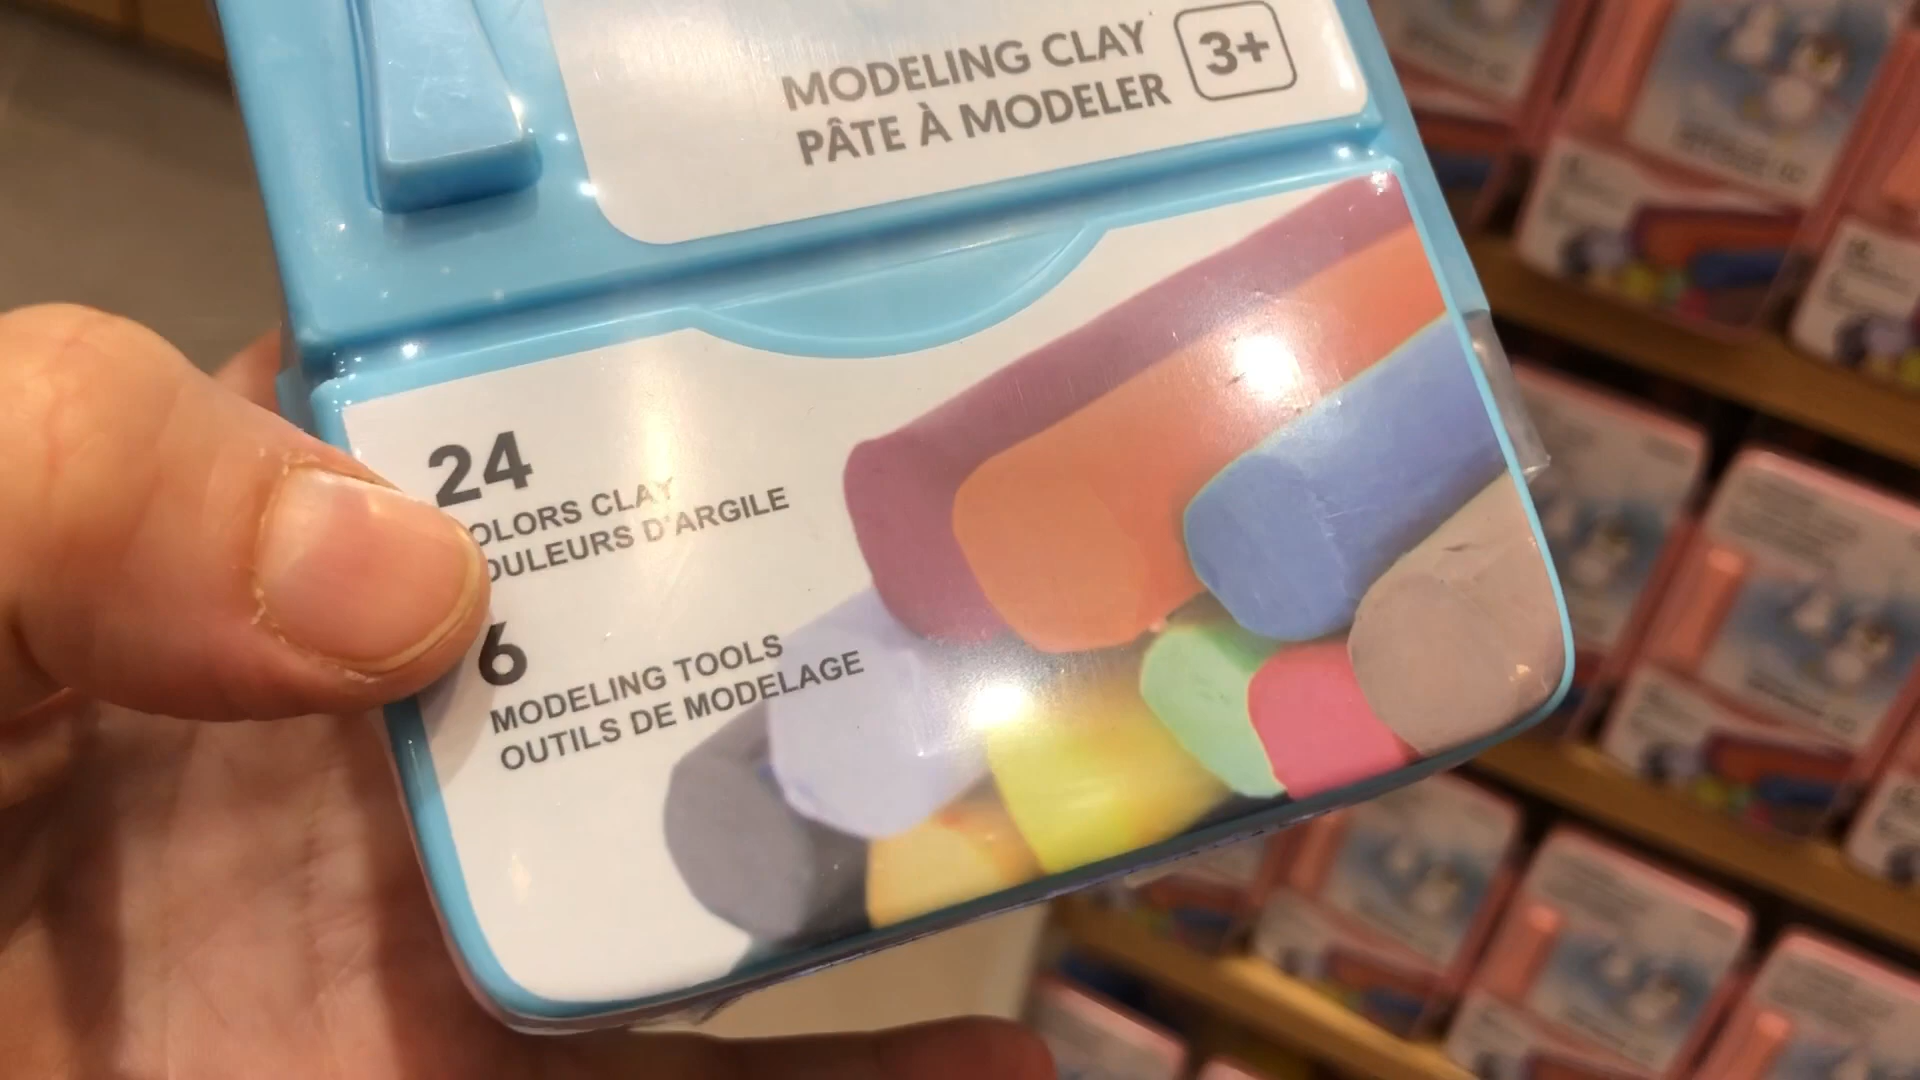 MODELING CLAY
PÂTE À MODELER
3+
24
OLORS CLAY
OULEURS D'ARGILE
6
MODELING TOOLS
OUTILS DE MODELAGE